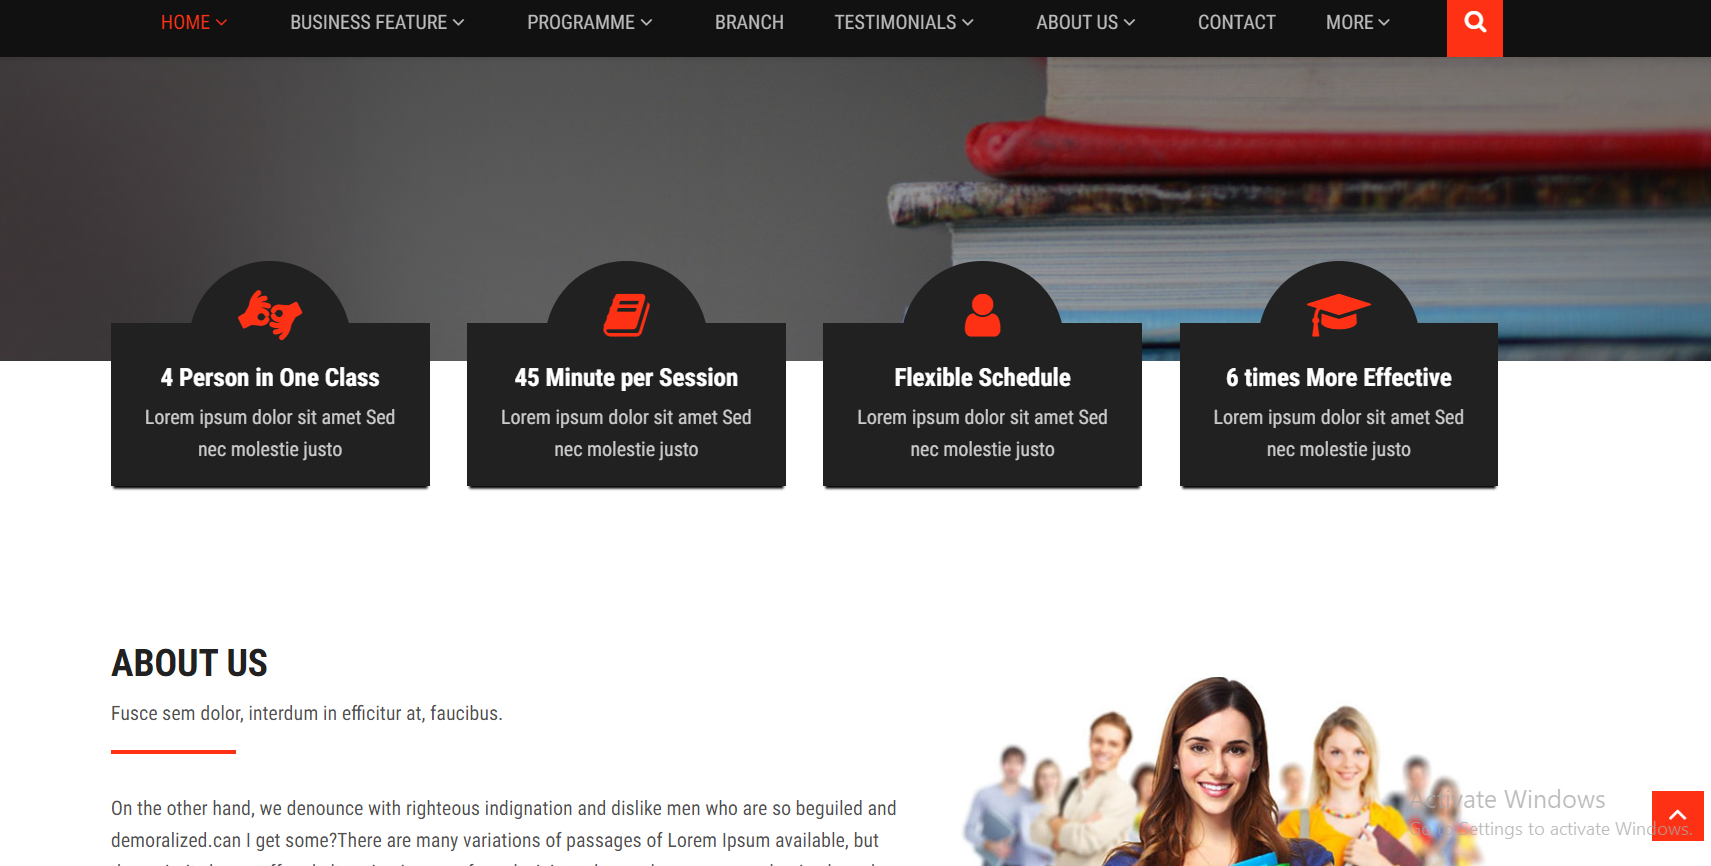 HOME BUSINESS FEATURE PROGRAMME BRANCH TESTIMONIALS ABOUT US CONTACT MORE
4 Person in One Class
Lorem ipsum dolor sit amet Sed
nec molestie justo
45 Minute per Session
Lorem ipsum dolor sit amet Sed
nec molestie justo
Flexible Schedule
Lorem ipsum dolor sit amet Sed
nec molestie justo
6 times More Effective
Lorem ipsum dolor sit amet Sed
nec molestie justo
ABOUT US
Fusce sem dolor, interdum in efficitur at, faucibus.
On the other hand, we denounce with righteous indignation and dislike men who are so beguiled and
demoralized.can I get some?There are many variations of passages of Lorem Ipsum available, but
Activate Windows
Go to Settings to activate Windows.